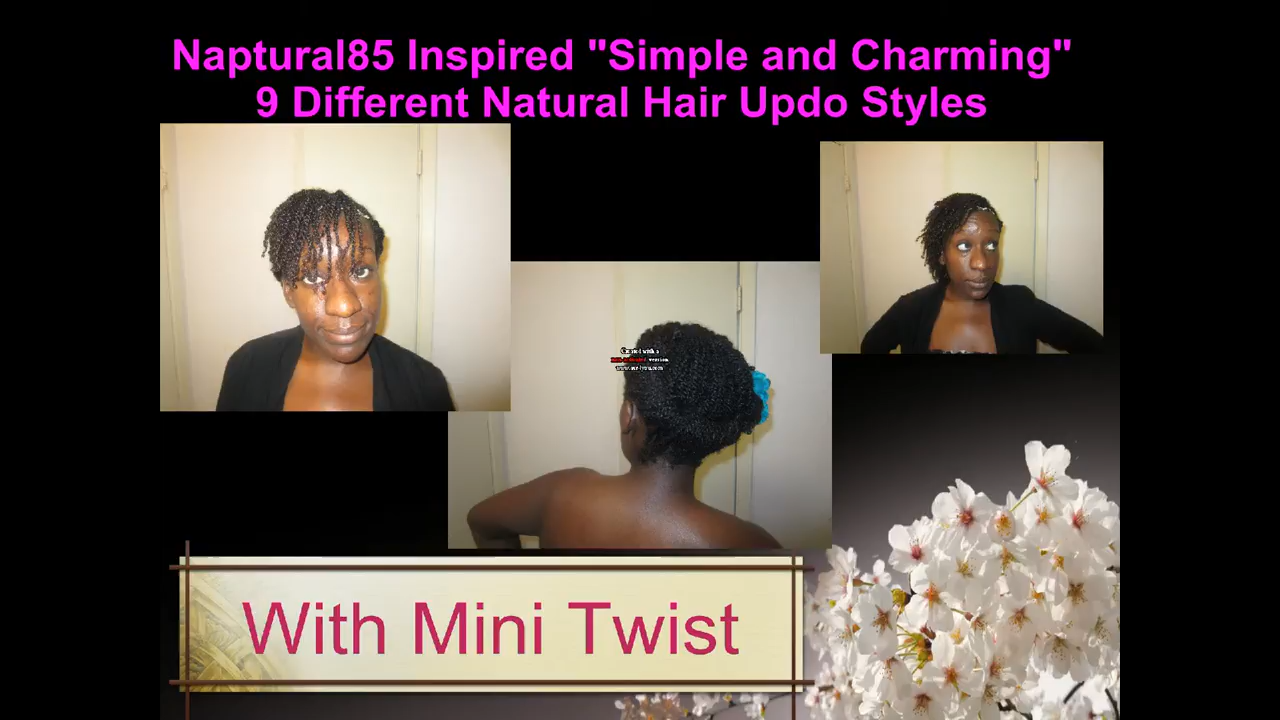 Naptural85 Inspired "Simple and Charming"
9 Different Natural Hair Updo Styles
With Mini Twist